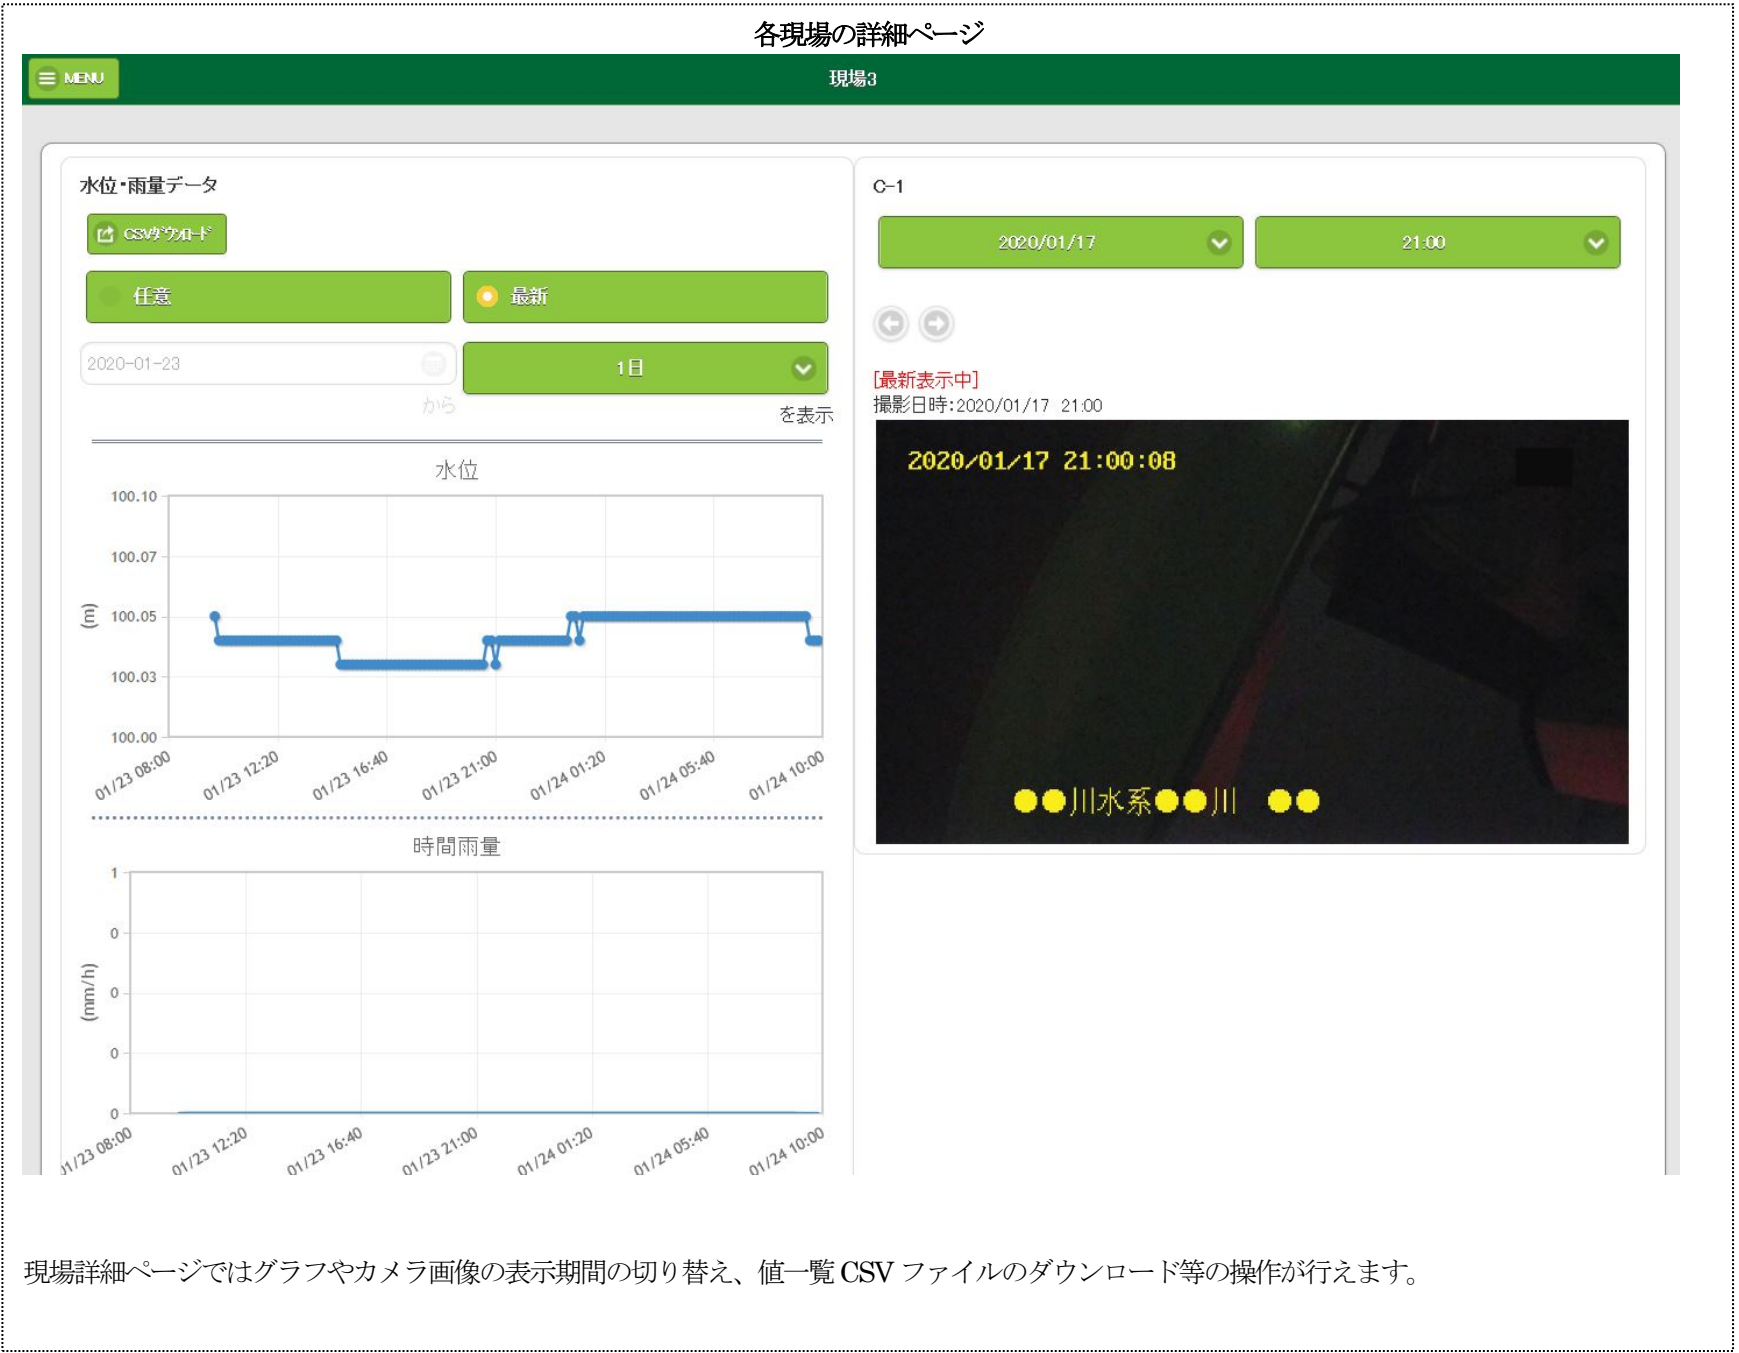 各現場の詳細ページ
MENU
現場3
水位・雨量データ
CSVダウンロード
任意
最新
2020-01-23
から
1日
を表示
水位
100.10
100.07
100.05
100.03
100.00
(m)
01/23 08:00
01/23 12:20
01/23 16:40
01/23 21:00
01/24 01:20
01/24 05:40
01/24 10:00
時間雨量
1
0
0
0
0
(mm/h)
01/23 08:00
01/23 12:20
01/23 16:40
01/23 21:00
01/24 01:20
01/24 05:40
01/24 10:00
C-1
2020/01/17
21:00
[最新表示中]
撮影日時:2020/01/17 21:00
2020/01/17 21:00:08
●●川水系●●川 ●●
現場詳細ページではグラフやカメラ画像の表示期間の切り替え、値一覧 CSV ファイルのダウンロード等の操作が行えます。